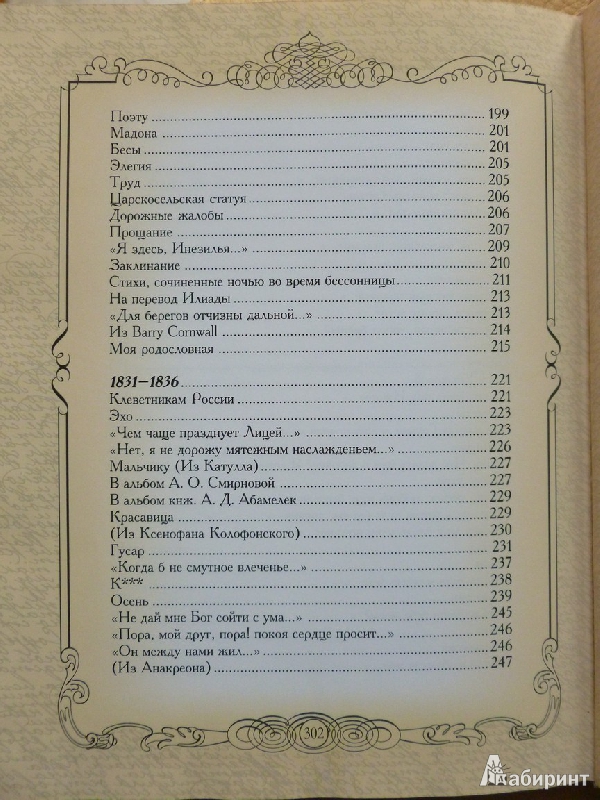 Поэту 199
Мадона 201
Бесы 201
Элегия 205
Труд 205
Царскосельская статуя 206
Дорожные жалобы 206
Прощание 207
«Я здесь, Инезилья...» 209
Заклинание 210
Стихи, сочиненные ночью во время бессонницы 211
На перевод Илиады 213
«Для берегов отчизны дальной...» 213
Из Barry Cornwall 214
Моя родословная 215
1831—1836 221
Клеветникам России 221
Эхо 223
«Чем чаще празднует Лицей...» 223
«Нет, я не дорожу мятежным наслажденьем...» 226
Мальчику (Из Катулла) 227
В альбом А. О. Смирновой 227
В альбом княж. А. Д. Абамелек 229
Красавица 229
(Из Ксенофана Колофонского) 230
Гусар 231
«Когда б не смутное влеченье...» 237
К*** 238
Осень 239
«Не дай мне Бог сойти с ума...» 245
«Пора, мой друг, пора! покоя сердце просит...» 246
«Он между нами жил...» 246
(Из Анакреона) 247
302
Лабиринт